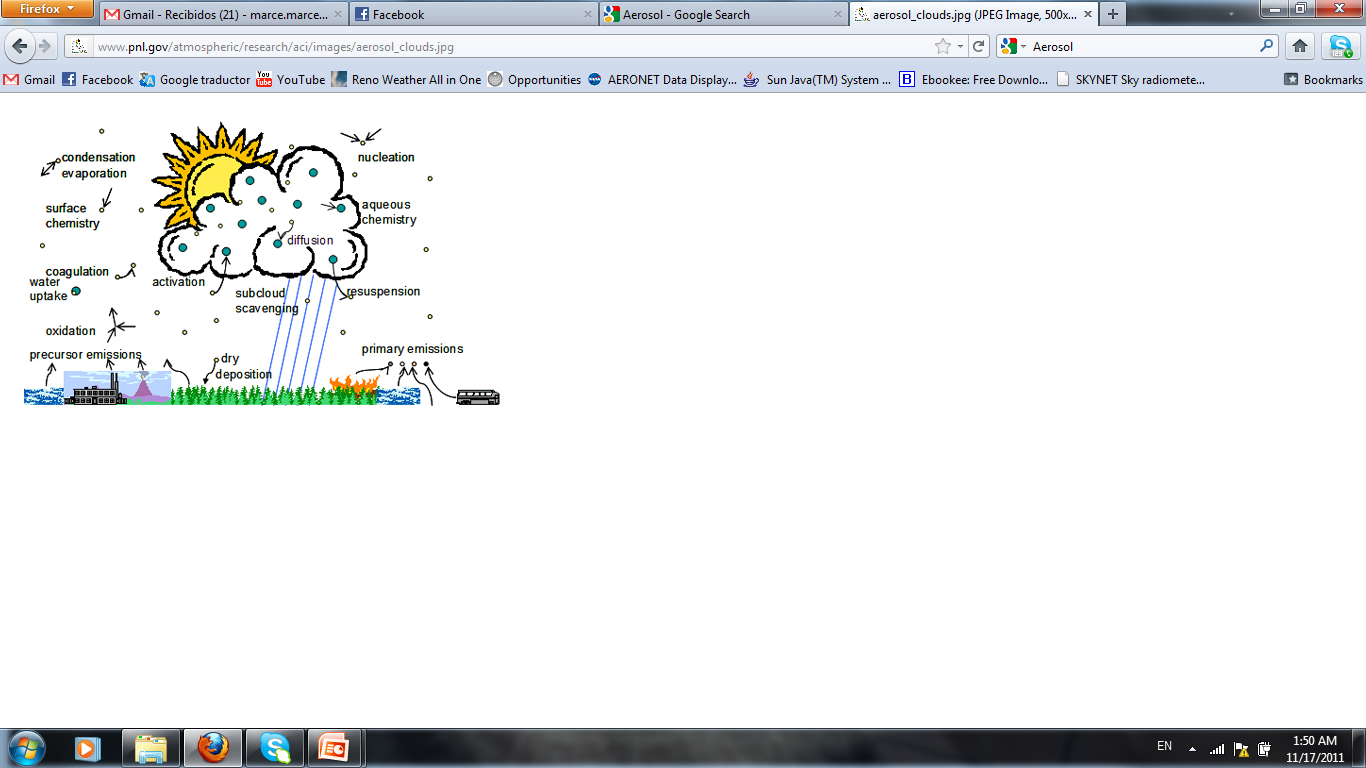 Firefox
Gmail - Recibidos (21) - marce.marce...
Facebook
Aerosol - Google Search
aerosol_clouds.jpg (JPEG Image, 500x...
www.pnl.gov/atmospheric/research/aci/images/aerosol_clouds.jpg
Aerosol
Gmail
Facebook
Google traductor
You Tube
YouTube
Reno Weather All in One
Opportunities
AERONET Data Display...
Sun Java(TM) System ...
B
Ebookee: Free Downlo...
SKYNET Sky radiomete...
Bookmarks
condensation
evaporation
nucleation
surface
chemistry
aqueous
chemistry
diffusion
coagulation
water
uptake
activation
subcloud
scavenging
resuspension
oxidation
precursor emissions
dry
deposition
primary emissions
EN
1:50 AM
11/17/2011